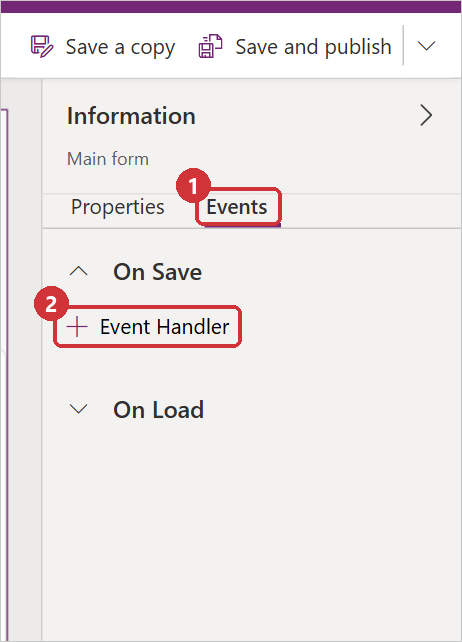 Save a copy Save and publish
Information
Main form
1
Properties Events
On Save
2
Event Handler
On Load